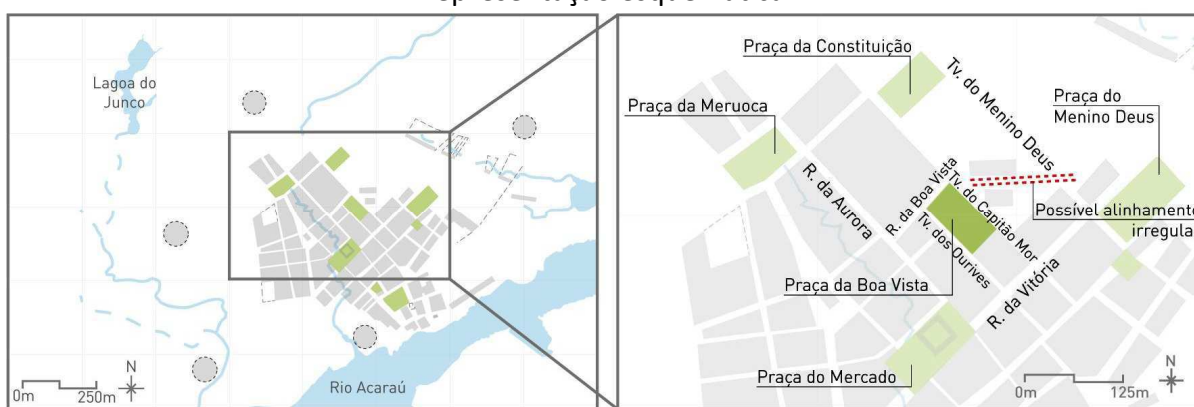 Lagoa do
Junco
Rio Acaraú
N
0m
250m
Praça da Constituição
Praça da Meruoca
Tv. do Menino Deus
Praça do
Menino Deus
R. da Aurora
R. da Boa Vista
Tv. do Capitão Mor
Tv. dos Ourives
Possível alinhamento
irregula
Praça da Boa Vista
R. da Vitória
Praça do Mercado
N
0m
125m